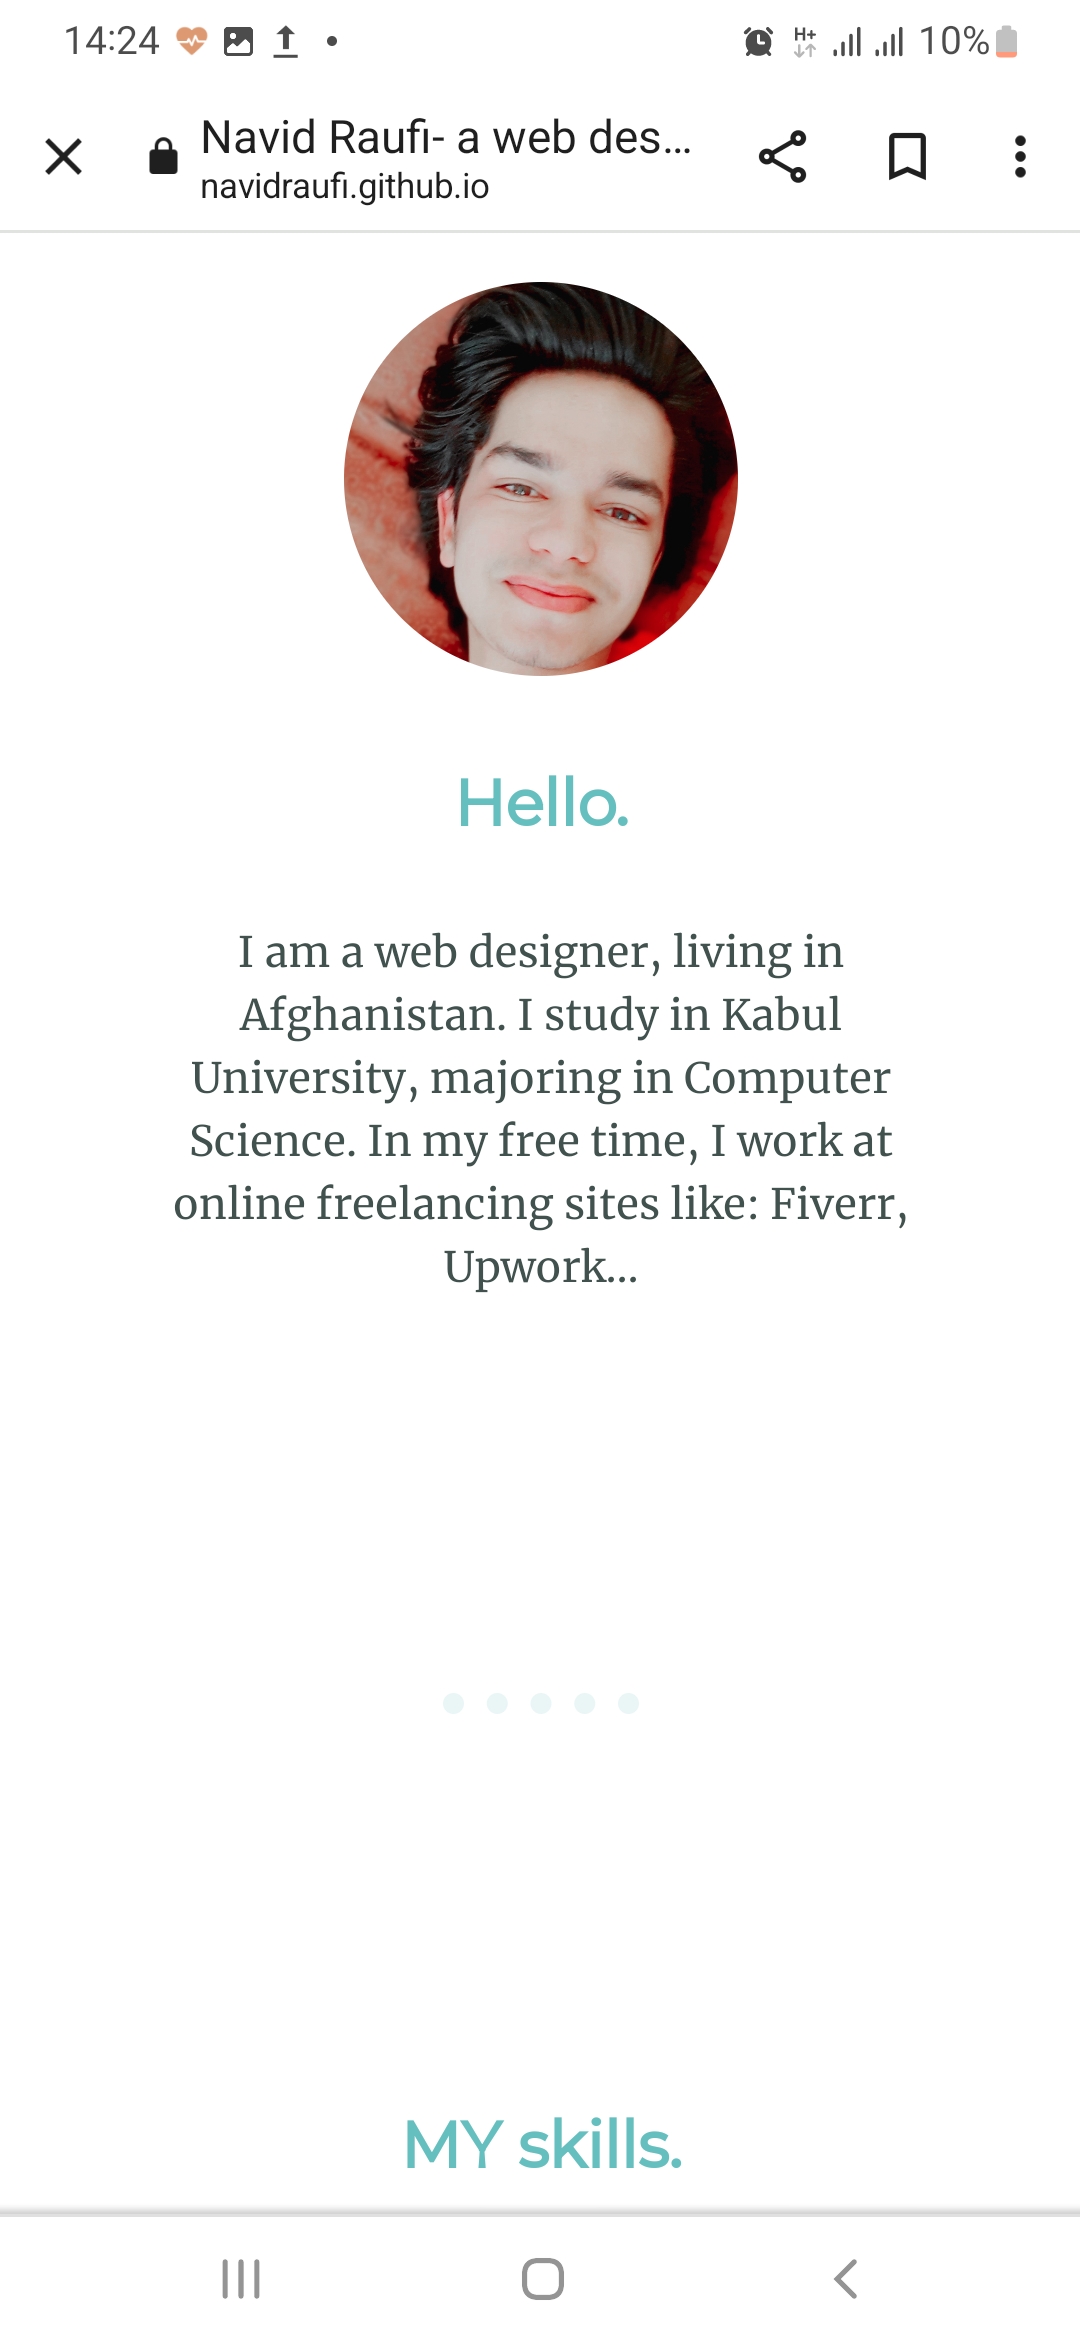 14:24
H+
10%
Navid Raufi- a web des...
navidraufi.github.io
Hello.
I am a web designer, living in
Afghanistan. I study in Kabul
University, majoring in Computer
Science. In my free time, I work at
online freelancing sites like: Fiverr,
Upwork...
MY skills.